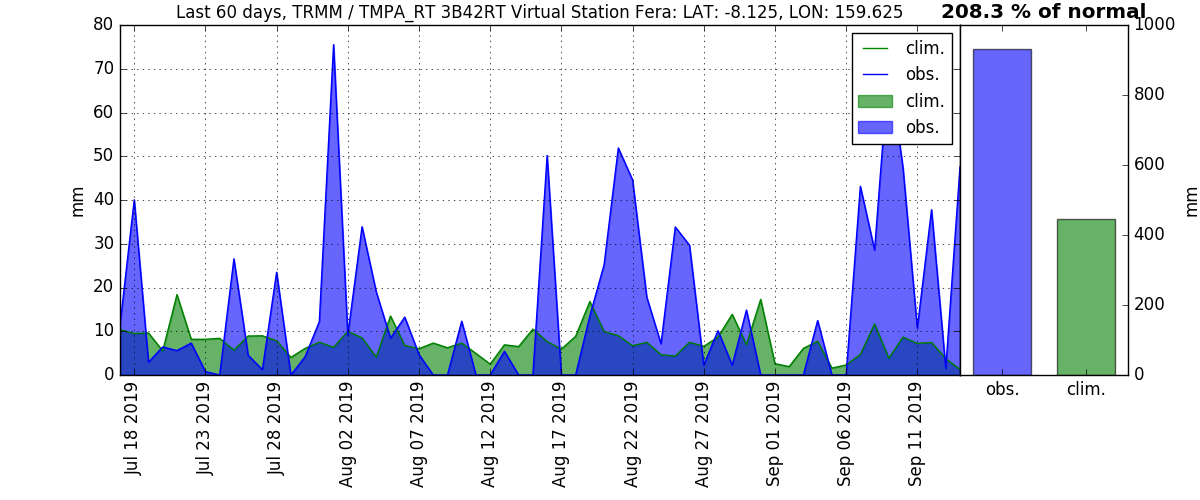 Last 60 days, TRMM / TMPA_RT 3B42RT Virtual Station Fera: LAT: -8.125, LON: 159.625
208.3 % of normal
80
70
60
50
40
30
20
10
0
mm
clim.
obs.
clim.
obs.
1000
800
600
400
200
0
mm
Jul 18 2019
Jul 23 2019
Jul 28 2019
Aug 02 2019
Aug 07 2019
Aug 12 2019
Aug 17 2019
Aug 22 2019
Aug 27 2019
Sep 01 2019
Sep 06 2019
Sep 11 2019
obs.
clim.